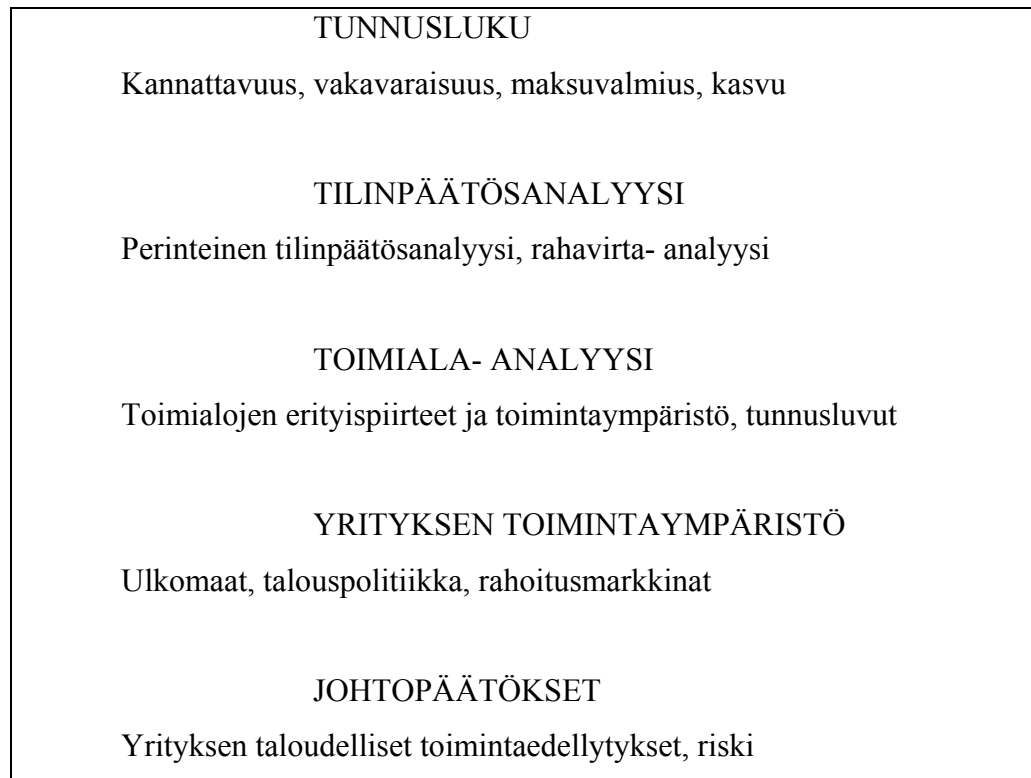 TUNNUSLUKU
Kannattavuus, vakavaraisuus, maksuvalmius, kasvu
TILINPÄÄTÖSANALYYSI
Perinteinen tilinpäätösanalyysi, rahavirta- analyysi
TOIMIALA- ANALYYSI
Toimialojen erityispiirteet ja toimintaympäristö, tunnusluvut
YRITYKSEN TOIMINTAYMPÄRISTÖ
Ulkomaat, talouspolitiikka, rahoitusmarkkinat
JOHTOPÄÄTÖKSET
Yrityksen taloudelliset toimintaedellytykset, riski